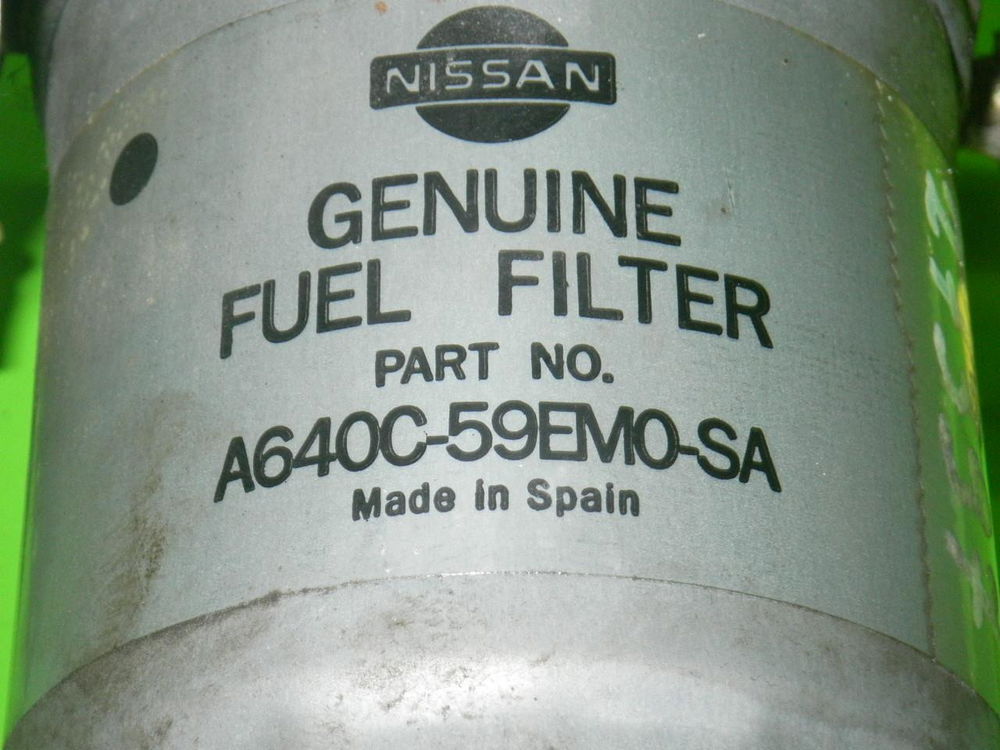 NISSAN
GENUINE
FUEL FILTER
PART NO.
A640C-59EM0-SA
Made in Spain